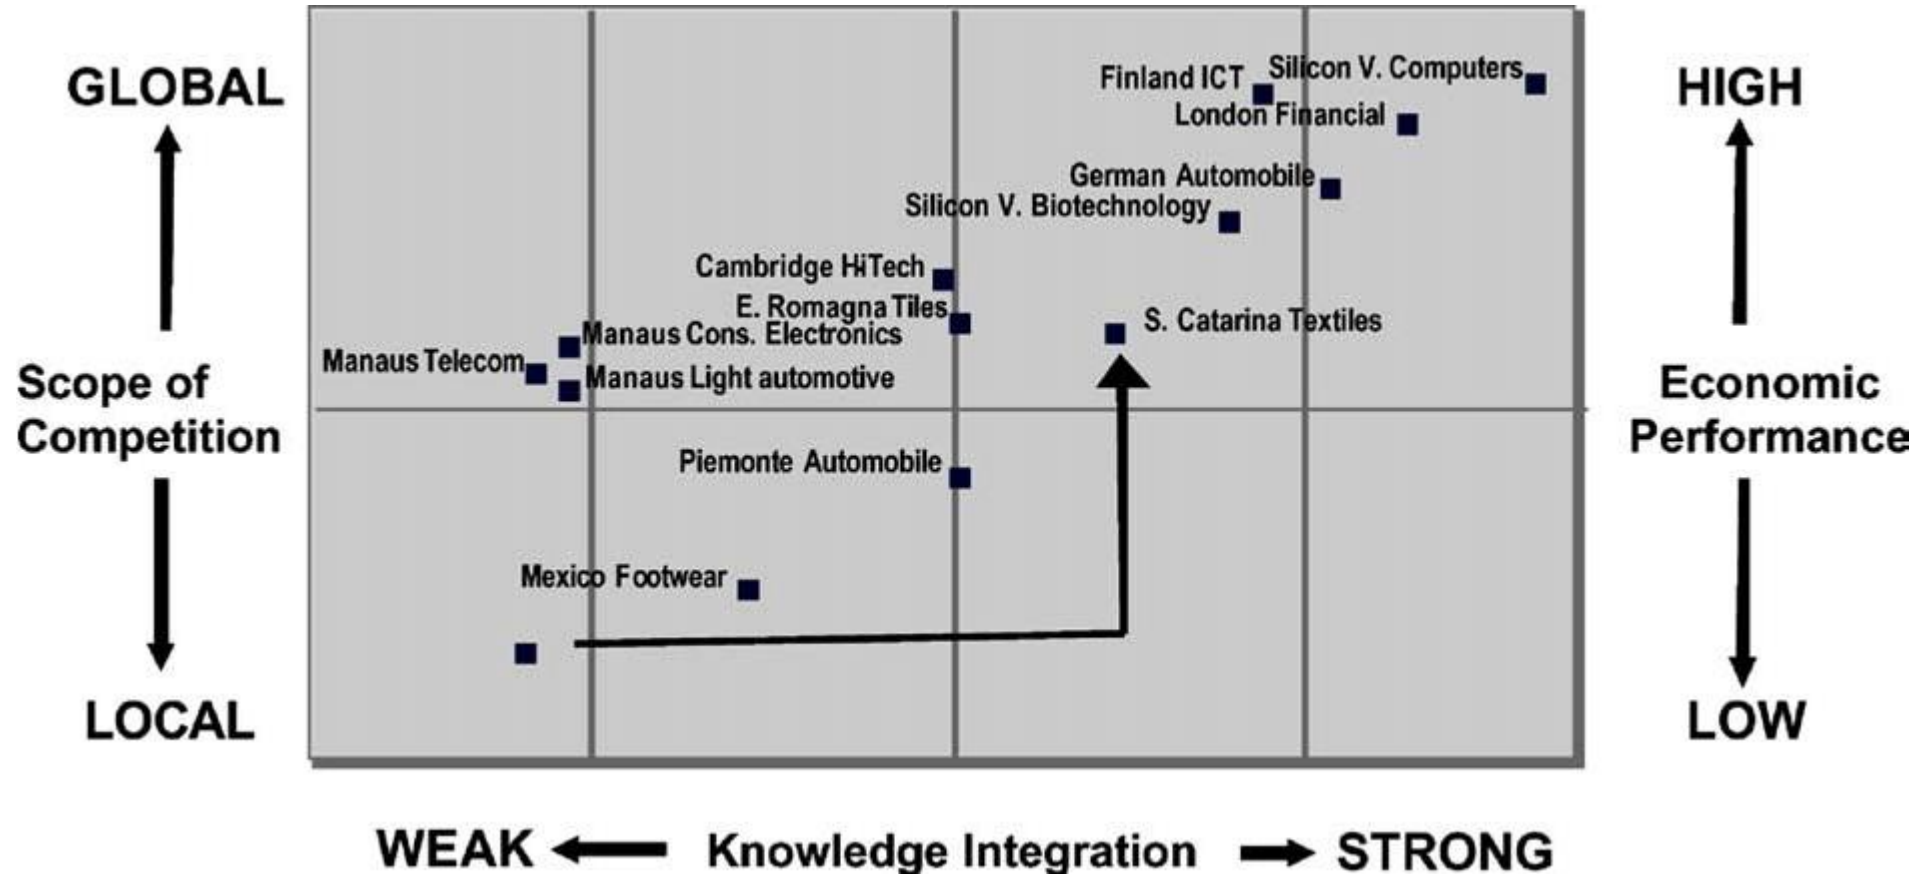 GLOBAL
Scope of
Competition
LOCAL
Finland ICT
Silicon V. Computers
London Financial
German Automobile
Silicon V. Biotechnology
Cambridge HiTech
E. Romagna Tiles
S. Catarina Textiles
Manaus Cons. Electronics
Manaus Telecom
Manaus Light automotive
Piemonte Automobile
Mexico Footwear
HIGH
Economic
Performance
LOW
WEAK Knowledge Integration STRONG